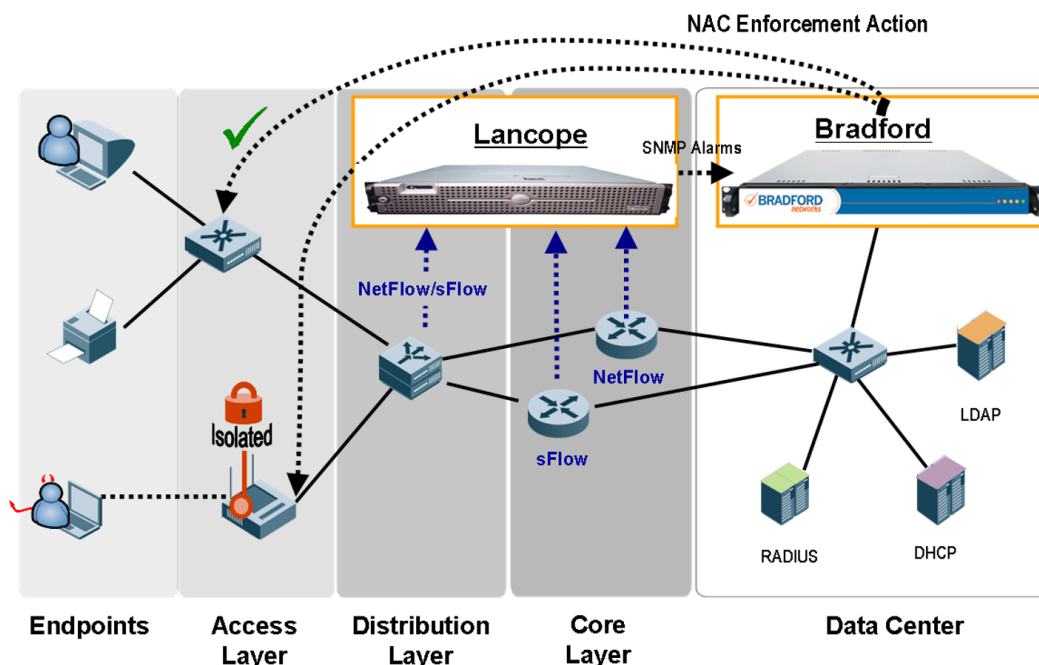 NAC Enforcement Action
Lancope
Bradford
SNMP Alarms
BRADFORD
networks
NetFlow/sFlow
NetFlow
sFlow
Isolated
LDAP
RADIUS
DHCP
Endpoints
Access
Layer
Distribution
Layer
Core
Layer
Data Center